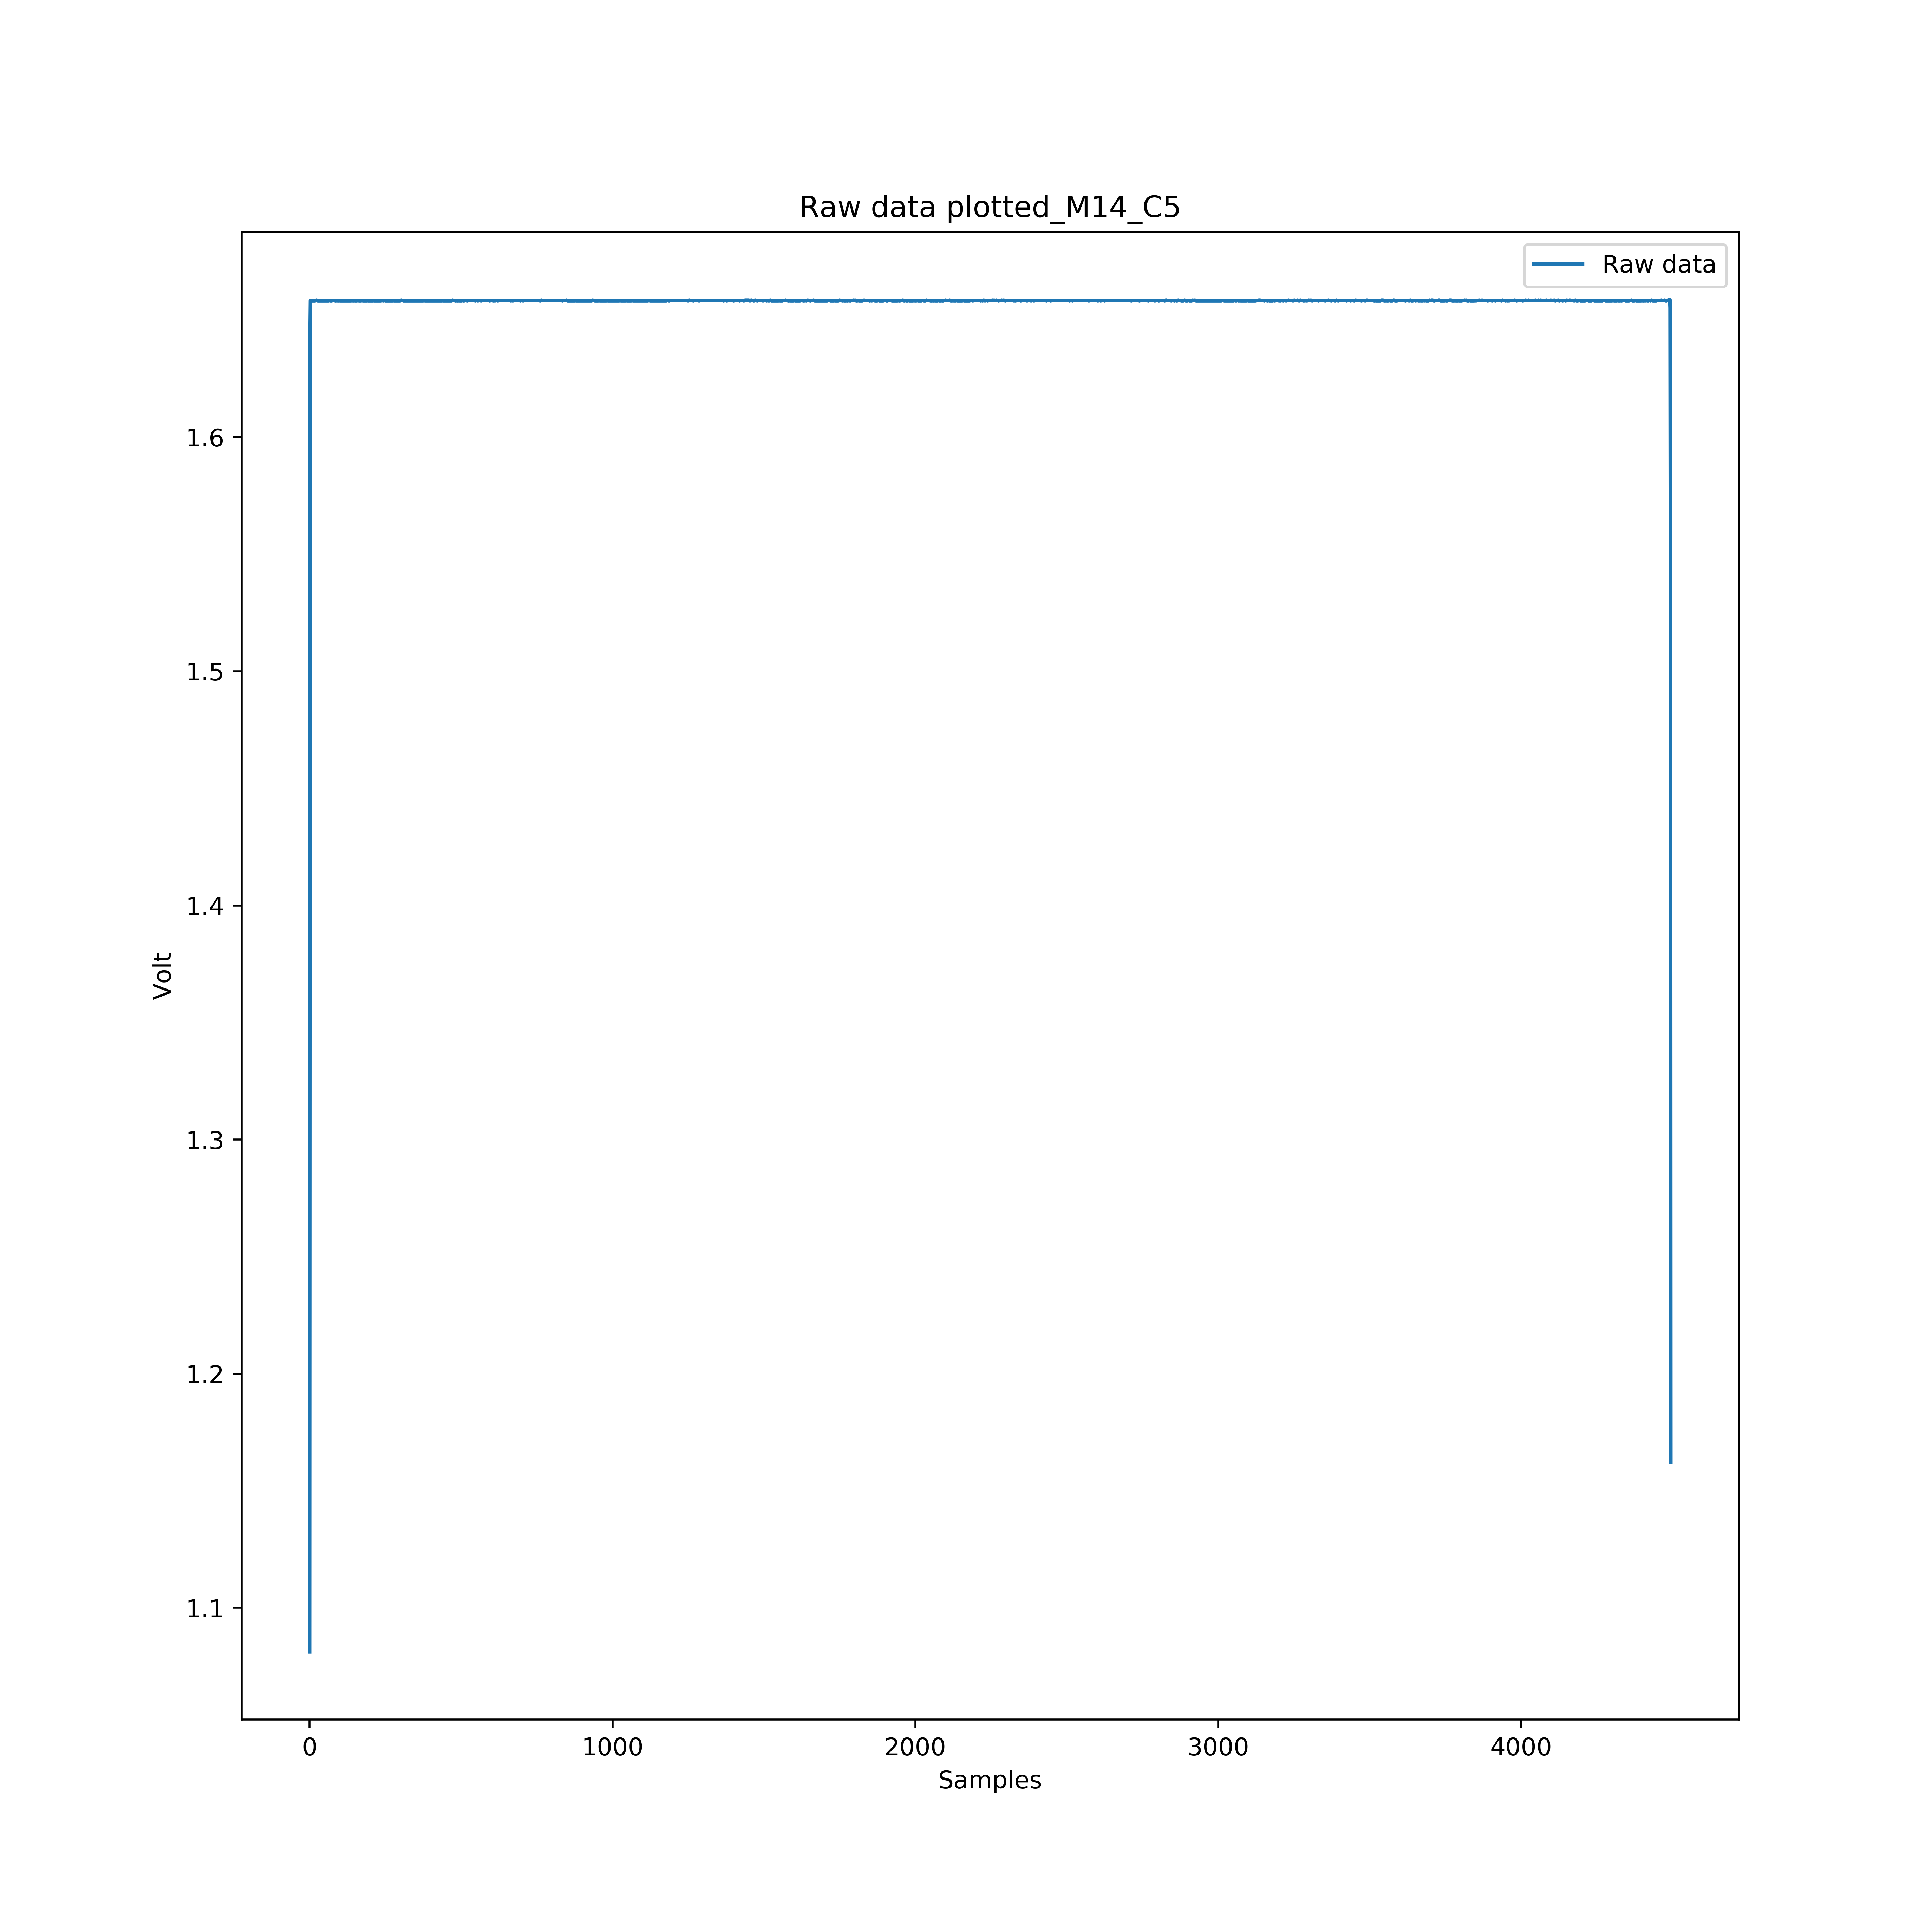 Raw data plotted_M14_C5
Raw data
1.6
1.5
1.4
1.3
1.2
1.1
Volt
0 1000 2000 3000 4000
Samples